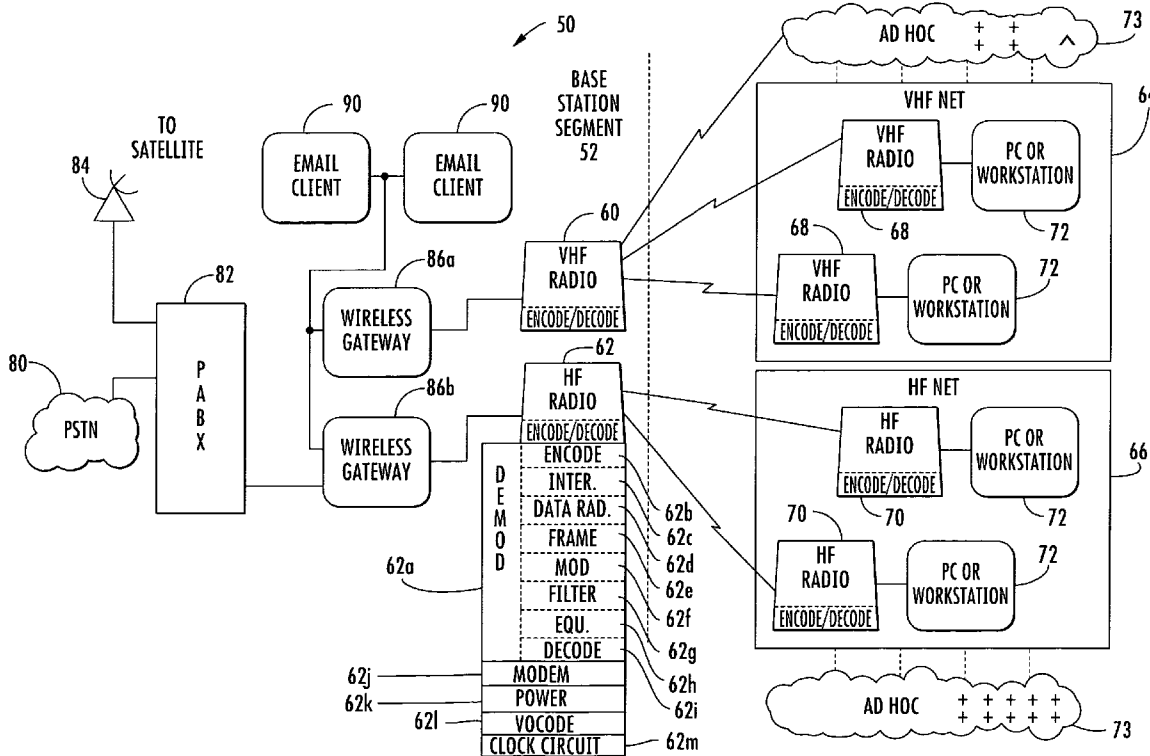 50
73
AD HOC
+ +
+ + ^
90
90
BASE
STATION
SEGMENT
52
VHF NET
64
TO
SATELLITE
84
EMAIL
CLIENT
EMAIL
CLIENT
VHF
RADIO
ENCODE/DECODE
68
PC OR
WORKSTATION
72
60
VHF
RADIO
ENCODE/DECODE
68
VHF
RADIO
ENCODE/DECODE
PC OR
WORKSTATION
72
82
PABX
86a
WIRELESS
GATEWAY
80
PSTN
86b
WIRELESS
GATEWAY
62
HF
RADIO
ENCODE/DECODE
HF NET
66
HF
RADIO
ENCODE/DECODE
70
PC OR
WORKSTATION
72
70
HF
RADIO
ENCODE/DECODE
PC OR
WORKSTATION
72
DEMOD
62a
ENCODE
62b
INTER.
62c
DATA RAD.
62d
FRAME
62e
MOD
62f
FILTER
62g
EQU.
62h
DECODE
62i
62j
MODEM
62k
POWER
62l
VOCODE
CLOCK CIRCUIT
62m
AD HOC
+ + + + +
+ + + + +
73